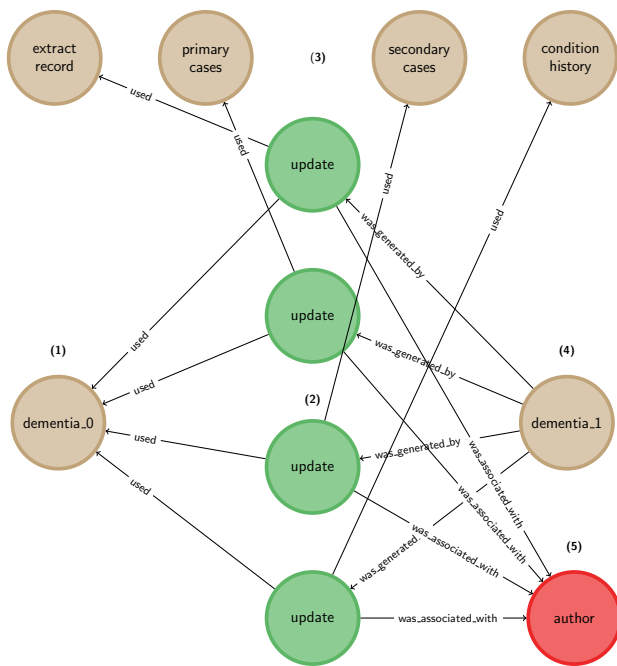 extract
record
primary
cases
(3)
secondary
cases
condition
history
used
used
update
used
used
was_generated_by
update
(1)
used
was_generated_by
(4)
used
(2)
dementia_0
dementia_1
used
was_generated_by
was_associated_with
update
used
was_associated_with
was_associated_with
was_generated.
(5)
update
was_associated_with
author